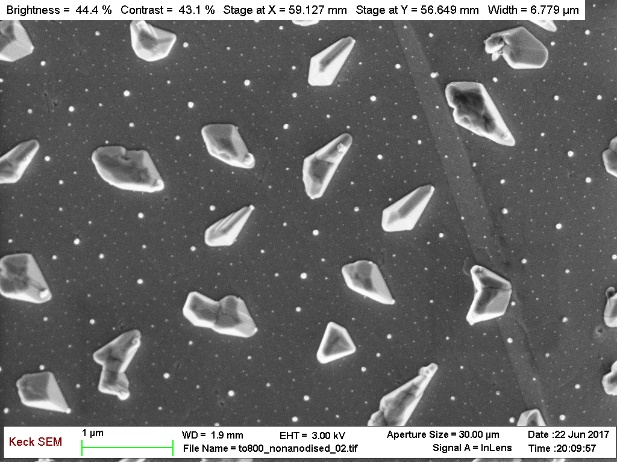 Brightness = 44.4 % Contrast = 43.1 % Stage at X = 59.127 mm Stage at Y = 56.649 mm Width = 6.779 µm
Keck SEM
1 µm
WD = 1.9 mm EHT = 3.00 kV Aperture Size = 30.00 µm Date :22 Jun 2017
File Name = to800_nonanodised_02.tif Signal A = InLens Time :20:09:57